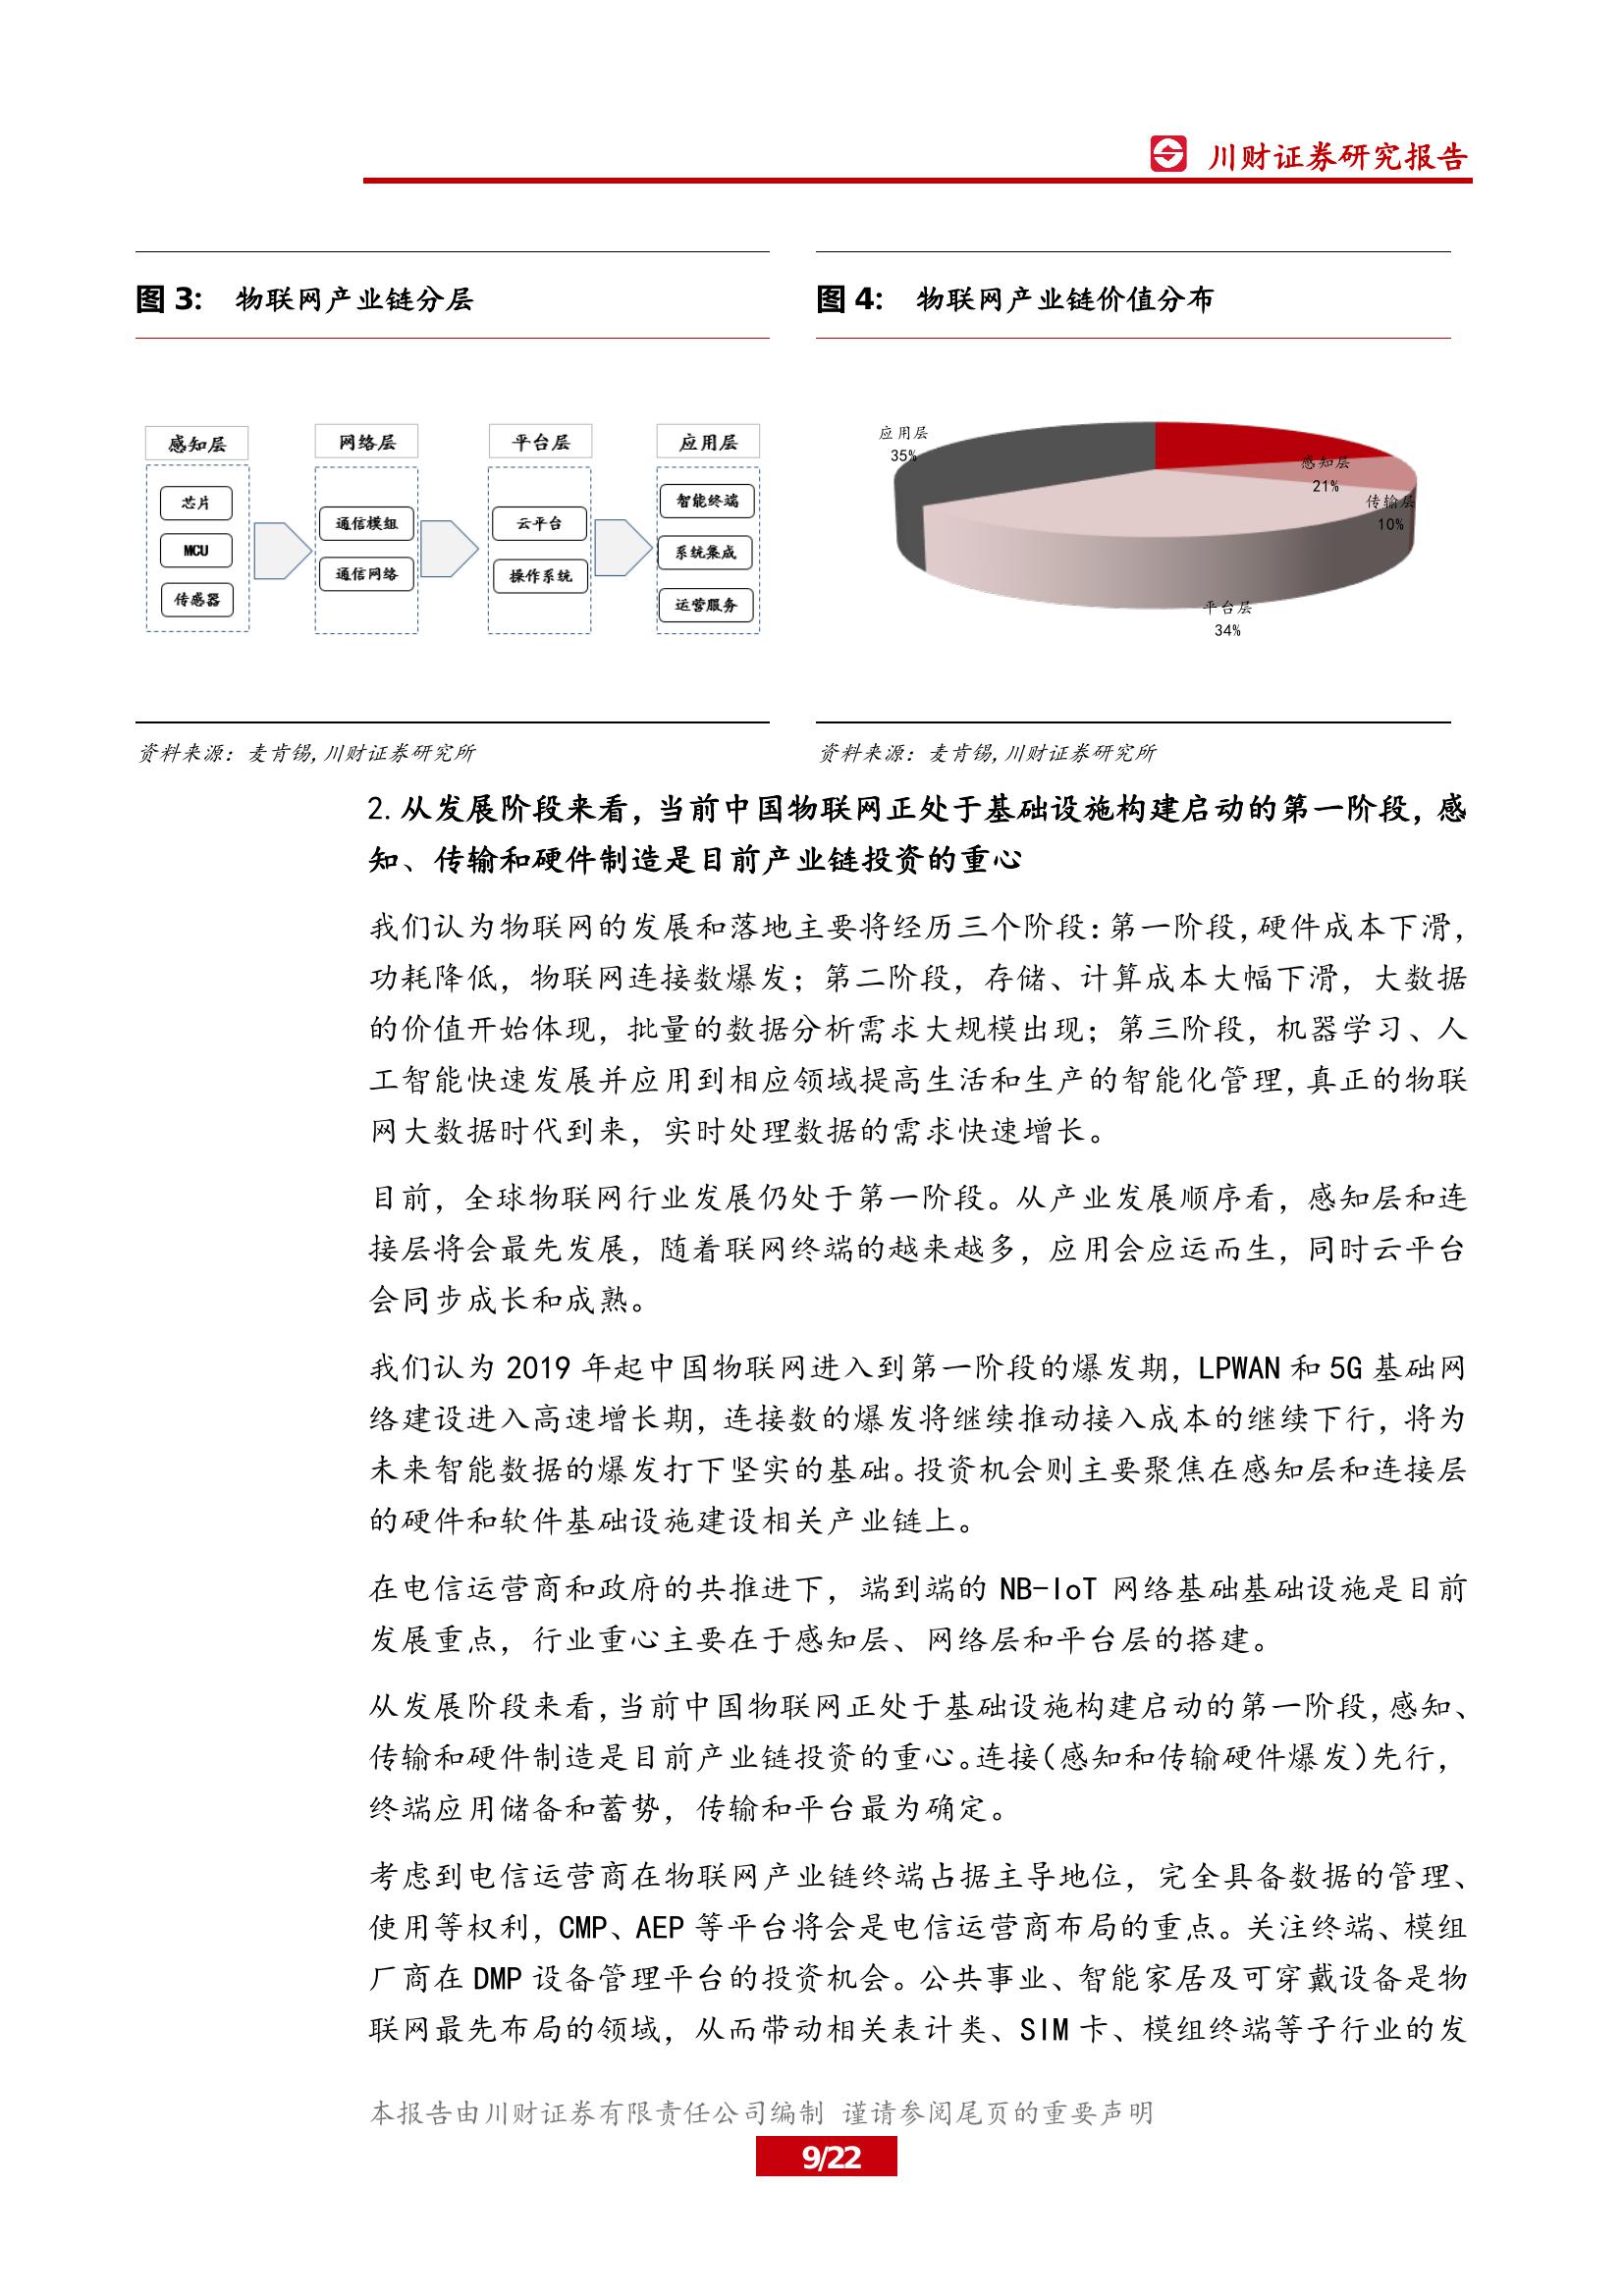 川财证券研究报告
图 3: 物联网产业链分层
感知层
芯片
MCU
传感器
网络层
通信模组
通信网络
平台层
云平台
操作系统
应用层
智能终端
系统集成
运营服务
资料来源：麦肯锡,川财证券研究所
图 4: 物联网产业链价值分布
应用层
35%
感知层
21%
传输层
10%
平台层
34%
资料来源：麦肯锡,川财证券研究所
2.从发展阶段来看，当前中国物联网正处于基础设施构建启动的第一阶段，感
知、传输和硬件制造是目前产业链投资的重心
我们认为物联网的发展和落地主要将经历三个阶段：第一阶段，硬件成本下滑，
功耗降低，物联网连接数爆发；第二阶段，存储、计算成本大幅下滑，大数据
的价值开始体现，批量的数据分析需求大规模出现；第三阶段，机器学习、人
工智能快速发展并应用到相应领域提高生活和生产的智能化管理，真正的物联
网大数据时代到来，实时处理数据的需求快速增长。
目前，全球物联网行业发展仍处于第一阶段。从产业发展顺序看，感知层和连
接层将会最先发展，随着联网终端的越来越多，应用会应运而生，同时云平台
会同步成长和成熟。
我们认为 2019 年起中国物联网进入到第一阶段的爆发期，LPWAN 和 5G 基础网
络建设进入高速增长期，连接数的爆发将继续推动接入成本的继续下行，将为
未来智能数据的爆发打下坚实的基础。投资机会则主要聚焦在感知层和连接层
的硬件和软件基础设施建设相关产业链上。
在电信运营商和政府的共推进下，端到端的 NB-IoT 网络基础基础设施是目前
发展重点，行业重心主要在于感知层、网络层和平台层的搭建。
从发展阶段来看，当前中国物联网正处于基础设施构建启动的第一阶段，感知、
传输和硬件制造是目前产业链投资的重心。连接（感知和传输硬件爆发）先行，
终端应用储备和蓄势，传输和平台最为确定。
考虑到电信运营商在物联网产业链终端占据主导地位，完全具备数据的管理、
使用等权利，CMP、AEP 等平台将会是电信运营商布局的重点。关注终端、模组
厂商在 DMP 设备管理平台的投资机会。公共事业、智能家居及可穿戴设备是物
联网最先布局的领域，从而带动相关表计类、SIM 卡、模组终端等子行业的发
本报告由川财证券有限责任公司编制 谨请参阅尾页的重要声明
9/22